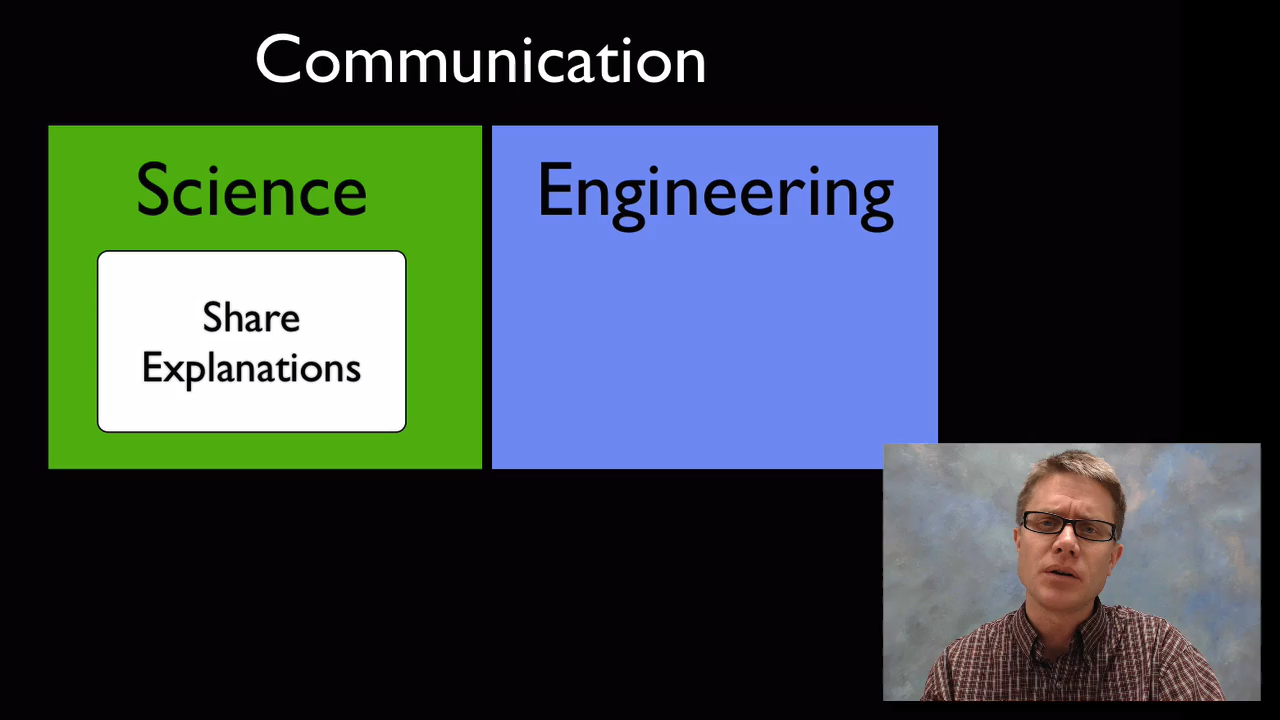 Communication
Science
Engineering
Share
Explanations